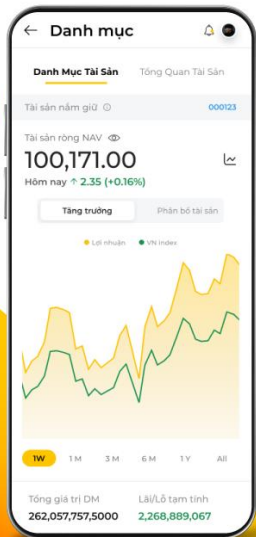 Danh mục
Danh Mục Tài Sản Tổng Quan Tài Sản
Tài sản nắm giữ 000123
Tài sản ròng NAV
100,171.00
Hôm nay ↑ 2.35 (+0.16%)
Tăng trưởng Phân bổ tài sản
Lợi nhuận VN index
1W 1 M 3 M 6 M 1 Y All
Tổng giá trị DM Lãi/Lỗ tạm tính
262,057,757,5000 2,268,889,067